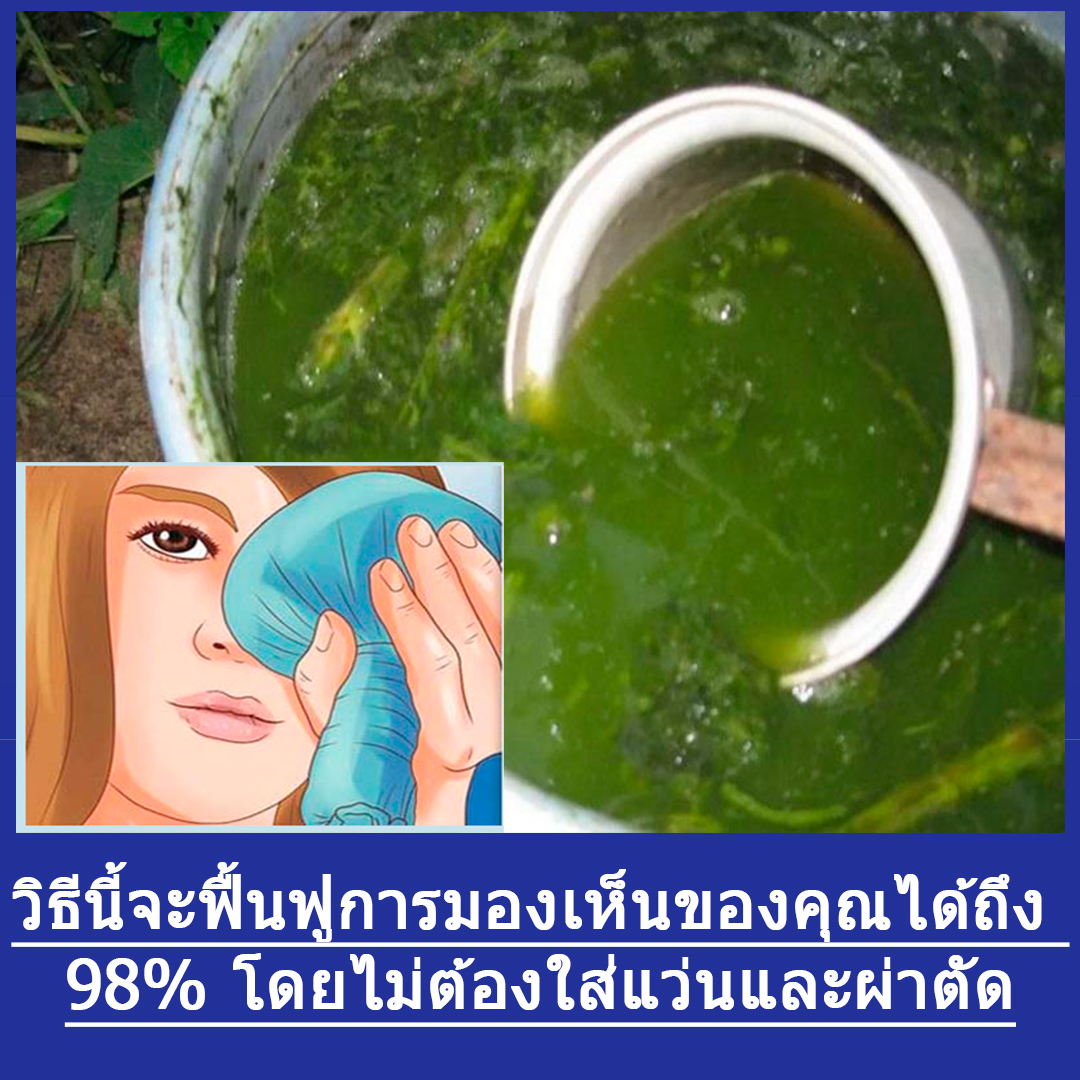 วิธีนี้จะฟื้นฟูการมองเห็นของคุณได้ถึง
98% โดยไม่ต้องใส่แว่นและผ่าตัด